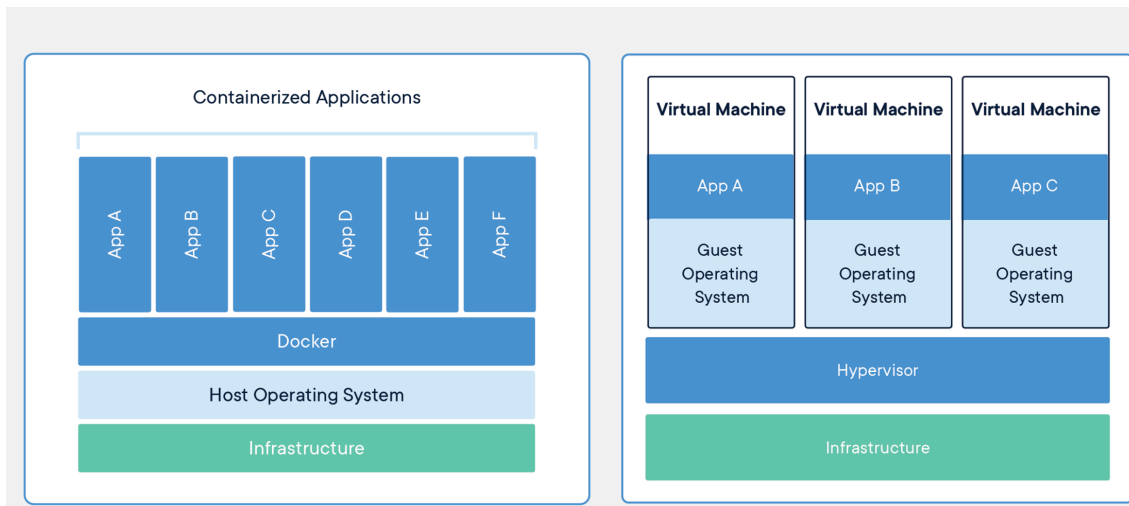 Containerized Applications
App A
App B
App C
App D
App E
App F
Docker
Host Operating System
Infrastructure
Virtual Machine
App A
Guest
Operating
System
Virtual Machine
App B
Guest
Operating
System
Virtual Machine
App C
Guest
Operating
System
Hypervisor
Infrastructure